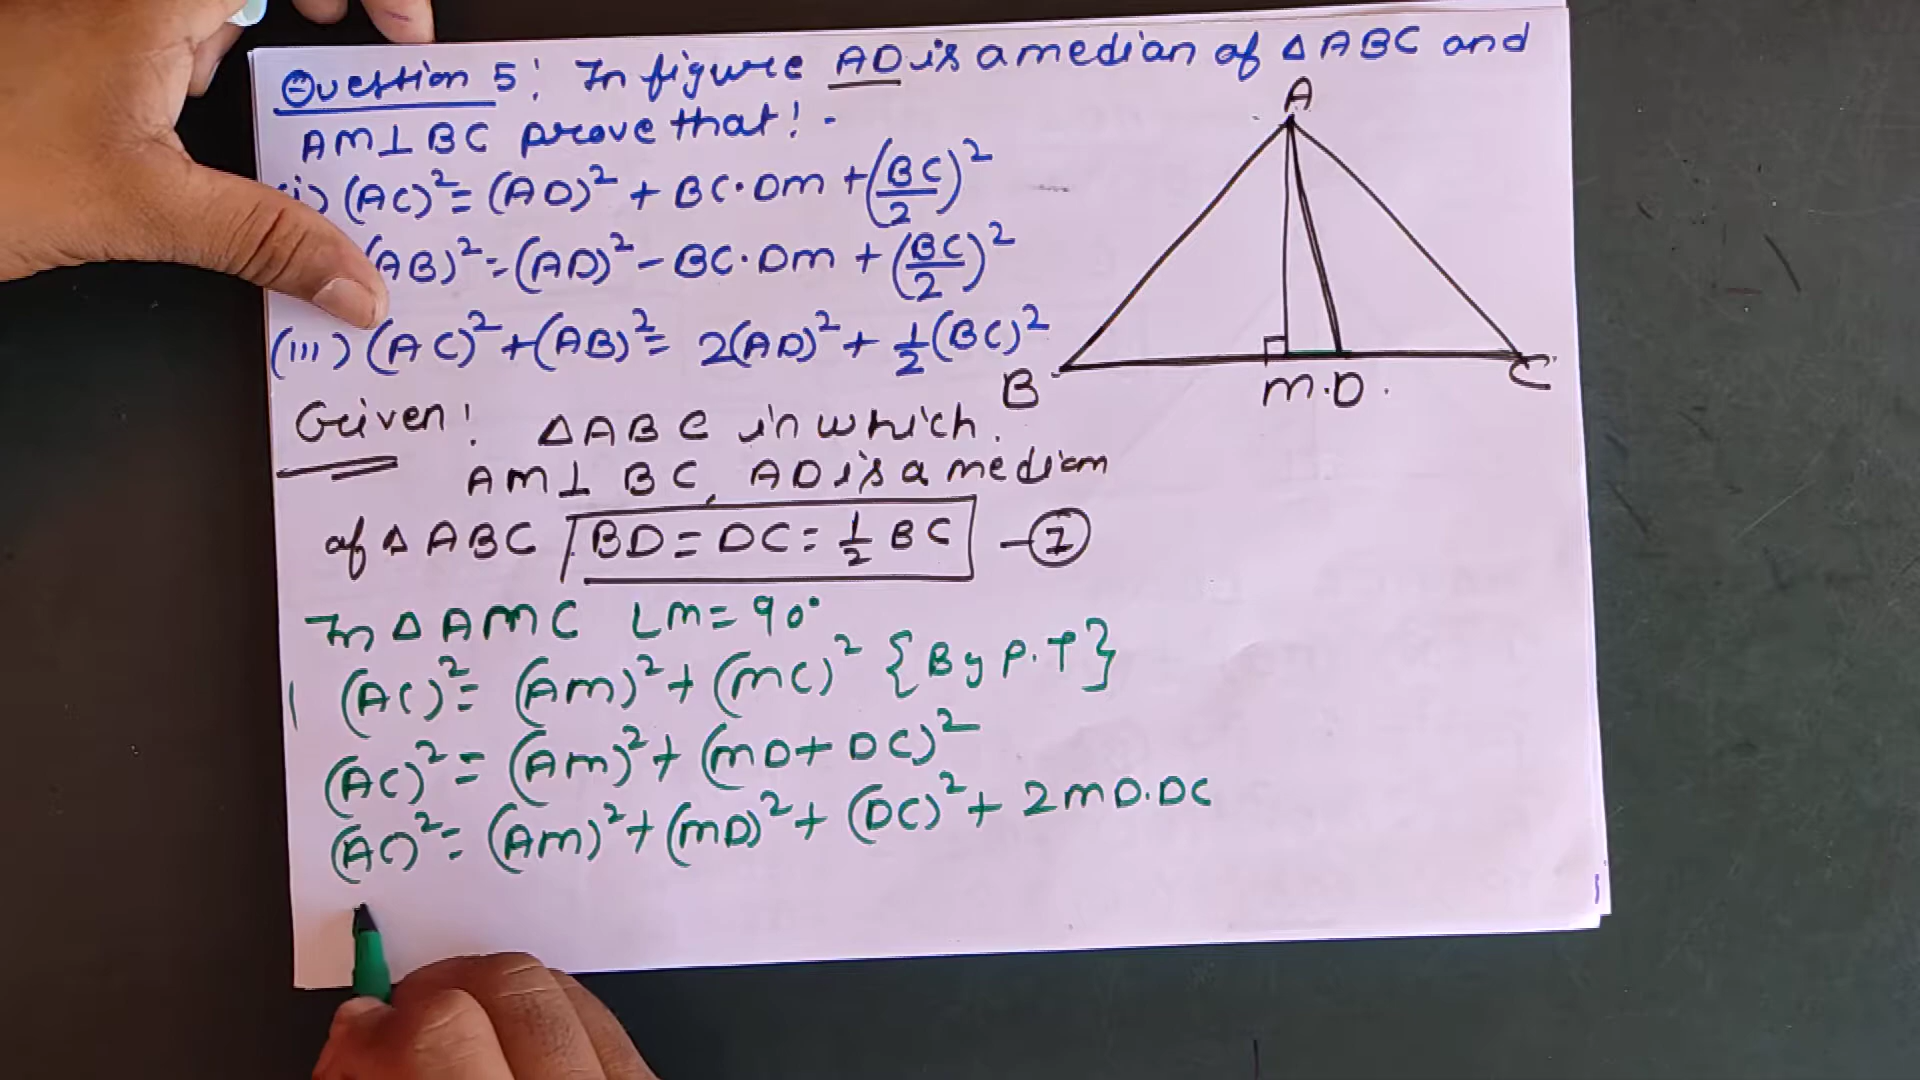 Question 5: In figure AD is a median of △ABC and
AM⊥BC prove that:-
i) (AC)²= (AD)² + BC·DM + (BC/2)²
(AB)²=(AD)² - BC·DM + (BC/2)²
(iii) (AC)²+(AB)²= 2(AD)² + 1/2(BC)²
A
B
M.D.
C
Given: △ABC in which.
AM⊥ BC, AD is a median
of △ABC BD = DC = 1/2 BC -①
In △AMC ∠M=90°
(AC)²= (AM)²+(MC)² {By P.T}
(AC)²= (AM)²+(MD+DC)²
(AC)²= (AM)²+(MD)²+(DC)²+2MD.DC